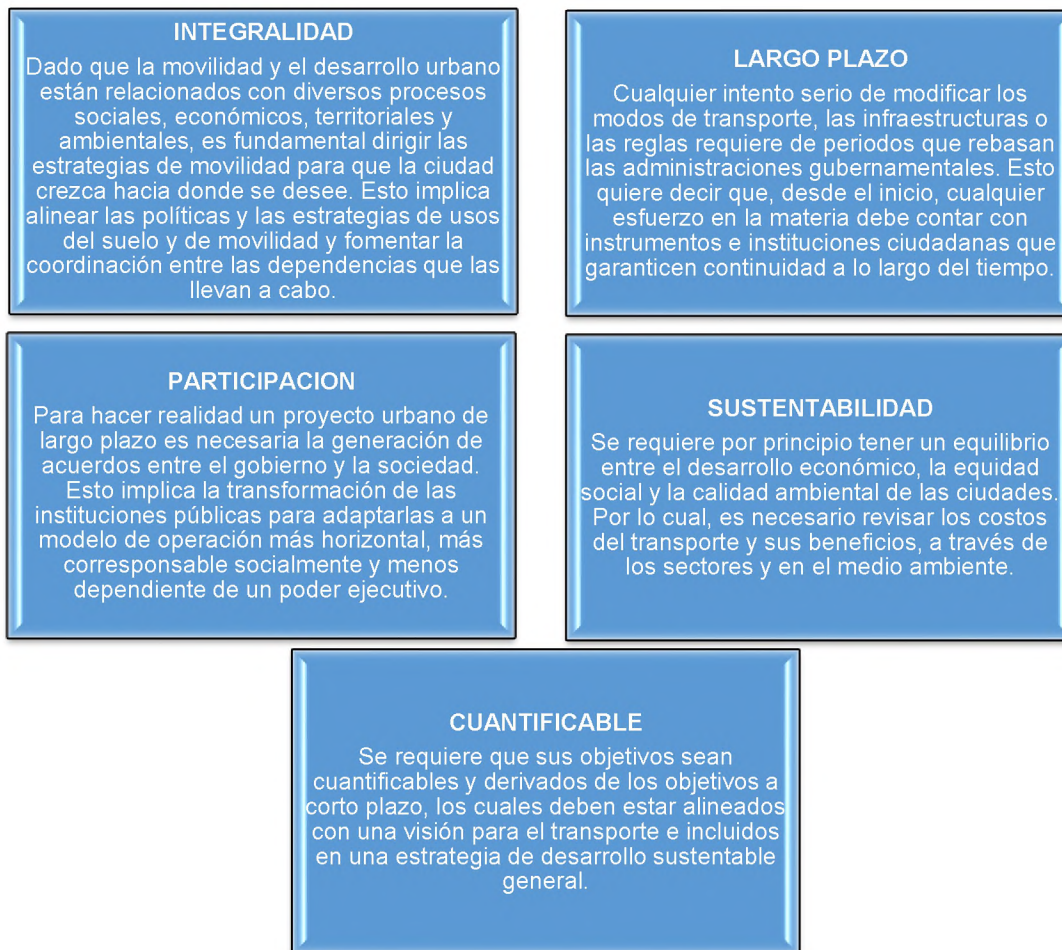 INTEGRALIDAD
Dado que la movilidad y el desarrollo urbano
están relacionados con diversos procesos
sociales, económicos, territoriales y
ambientales, es fundamental dirigir las
estrategias de movilidad para que la ciudad
crezca hacia donde se desee. Esto implica
alinear las políticas y las estrategias de usos
del suelo y de movilidad y fomentar la
coordinación entre las dependencias que las
llevan a cabo.
LARGO PLAZO
Cualquier intento serio de modificar los
modos de transporte, las infraestructuras o
las reglas requiere de periodos que rebasan
las administraciones gubernamentales. Esto
quiere decir que, desde el inicio, cualquier
esfuerzo en la materia debe contar con
instrumentos e instituciones ciudadanas que
garanticen continuidad a lo largo del tiempo.
PARTICIPACION
Para hacer realidad un proyecto urbano de
largo plazo es necesaria la generación de
acuerdos entre el gobierno y la sociedad.
Esto implica la transformación de las
instituciones públicas para adaptarlas a un
modelo de operación más horizontal, más
corresponsable socialmente y menos
dependiente de un poder ejecutivo.
SUSTENTABILIDAD
Se requiere por principio tener un equilibrio
entre el desarrollo económico, la equidad
social y la calidad ambiental de las ciudades.
Por lo cual, es necesario revisar los costos
del transporte y sus beneficios, a través de
los sectores y en el medio ambiente.
CUANTIFICABLE
Se requiere que sus objetivos sean
cuantificables y derivados de los objetivos a
corto plazo, los cuales deben estar alineados
con una visión para el transporte e incluidos
en una estrategia de desarrollo sustentable
general.